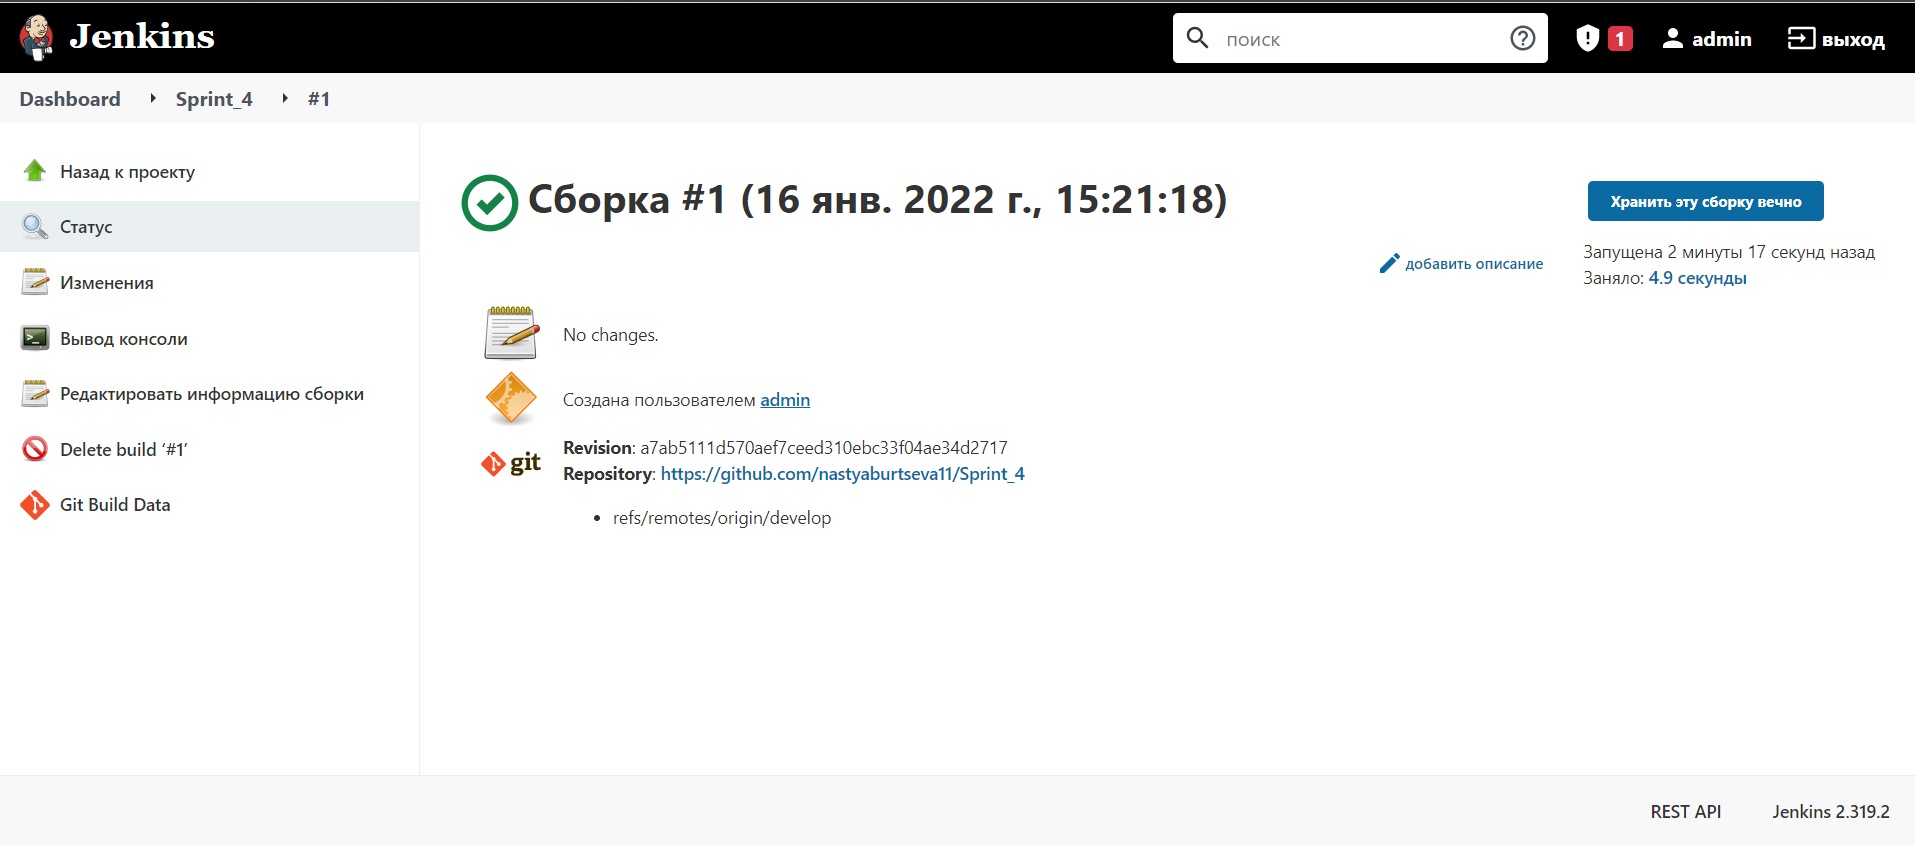 Jenkins
поиск
1
admin
выход
Dashboard
Sprint_4
#1
Назад к проекту
Статус
Изменения
Вывод консоли
Редактировать информацию сборки
Delete build ‘#1’
Git Build Data
Сборка #1 (16 янв. 2022 г., 15:21:18)
Хранить эту сборку вечно
добавить описание
Запущена 2 минуты 17 секунд назад
Заняло: 4.9 секунды
No changes.
Создана пользователем admin
git
Revision: a7ab5111d570aef7ceed310ebc33f04ae34d2717
Repository: https://github.com/nastyaburtseva11/Sprint_4
• refs/remotes/origin/develop
REST API
Jenkins 2.319.2